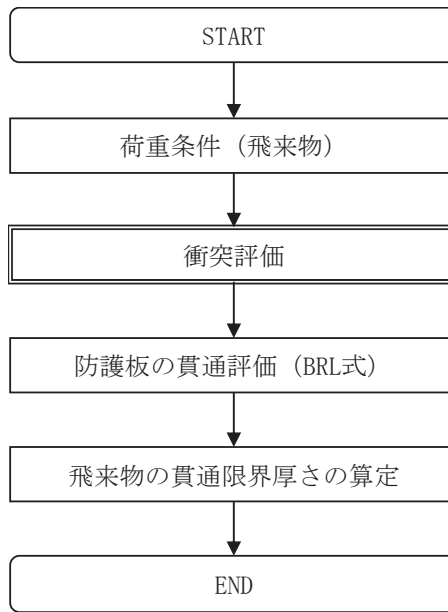 START
荷重条件（飛来物）
衝突評価
防護板の貫通評価（BRL式）
飛来物の貫通限界厚さの算定
END